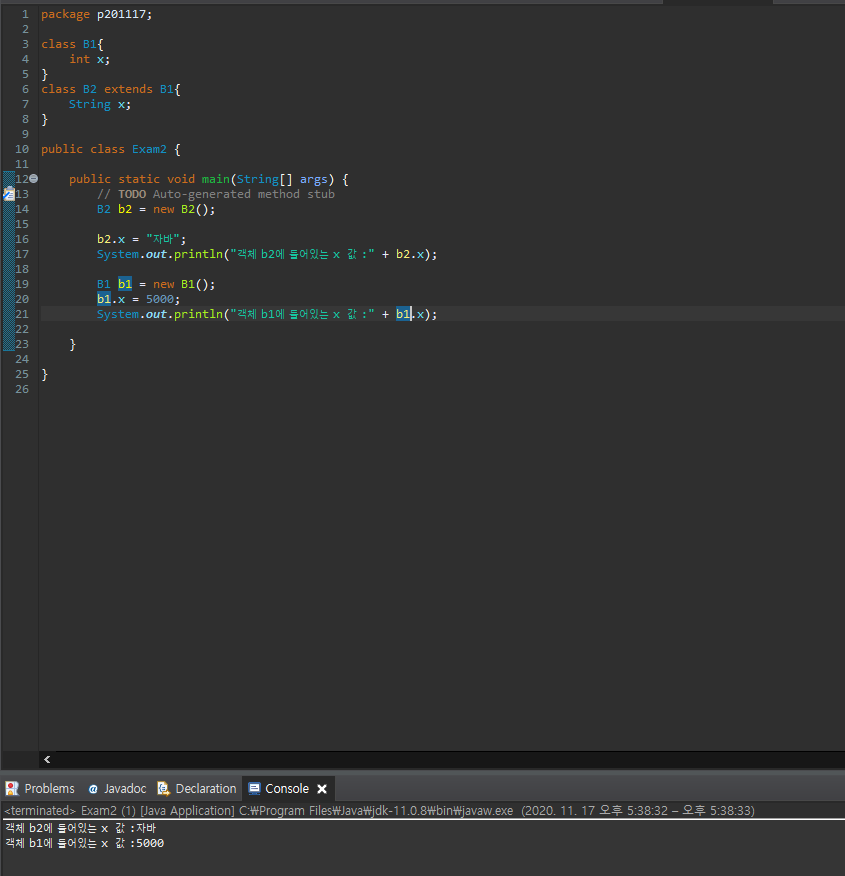 1 package p201117;
2
3 class B1{
4     int x;
5 }
6 class B2 extends B1{
7     String x;
8 }
9
10 public class Exam2 {
11
12     public static void main(String[] args) {
13         // TODO Auto-generated method stub
14         B2 b2 = new B2();
15
16         b2.x = "자바";
17         System.out.println("객체 b2에 들어있는 x 값 :" + b2.x);
18
19         B1 b1 = new B1();
20         b1.x = 5000;
21         System.out.println("객체 b1에 들어있는 x 값 :" + b1.x);
22
23     }
24
25 }
26
Problems @ Javadoc Declaration Console
<terminated> Exam2 (1) [Java Application] C:₩Program Files₩Java₩jdk-11.0.8₩bin₩javaw.exe (2020. 11. 17 오후 5:38:32 – 오후 5:38:33)
객체 b2에 들어있는 x 값 :자바
객체 b1에 들어있는 x 값 :5000